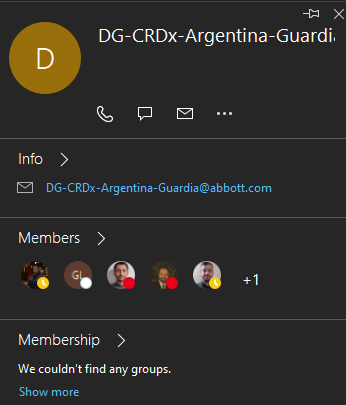 D
DG-CRDx-Argentina-Guardia
Info
DG-CRDx-Argentina-Guardia@abbott.com
Members
GL
+1
Membership
We couldn't find any groups.
Show more